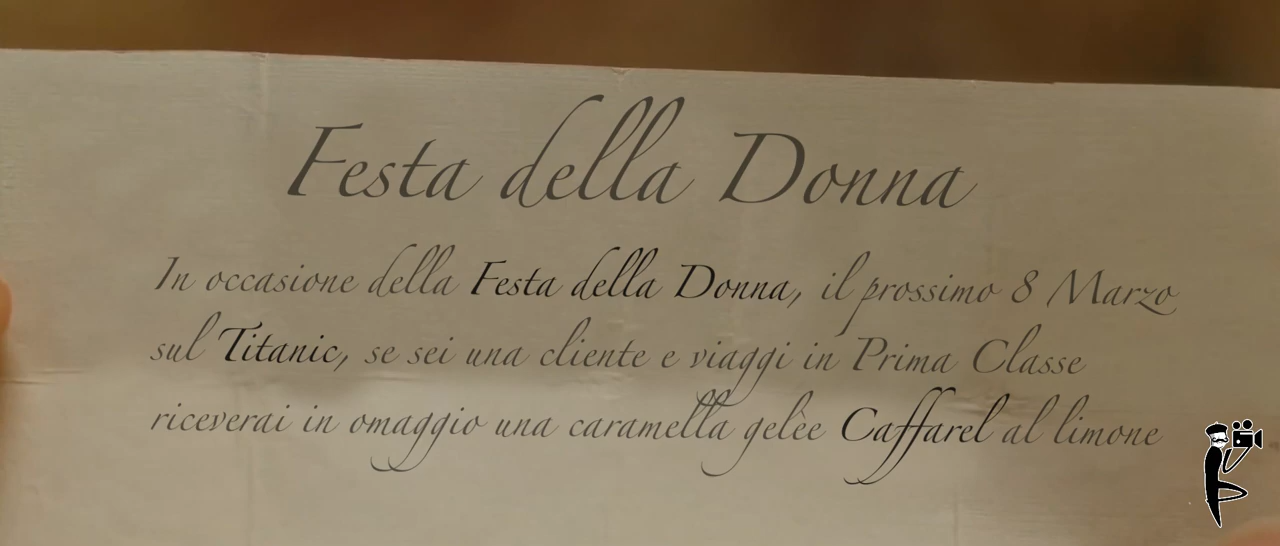 Festa della Donna
In occasione della Festa della Donna, il prossimo 8 Marzo
sul Titanic, se sei una cliente e viaggi in Prima Classe
riceverai in omaggio una caramella gelèe Caffarel al limone